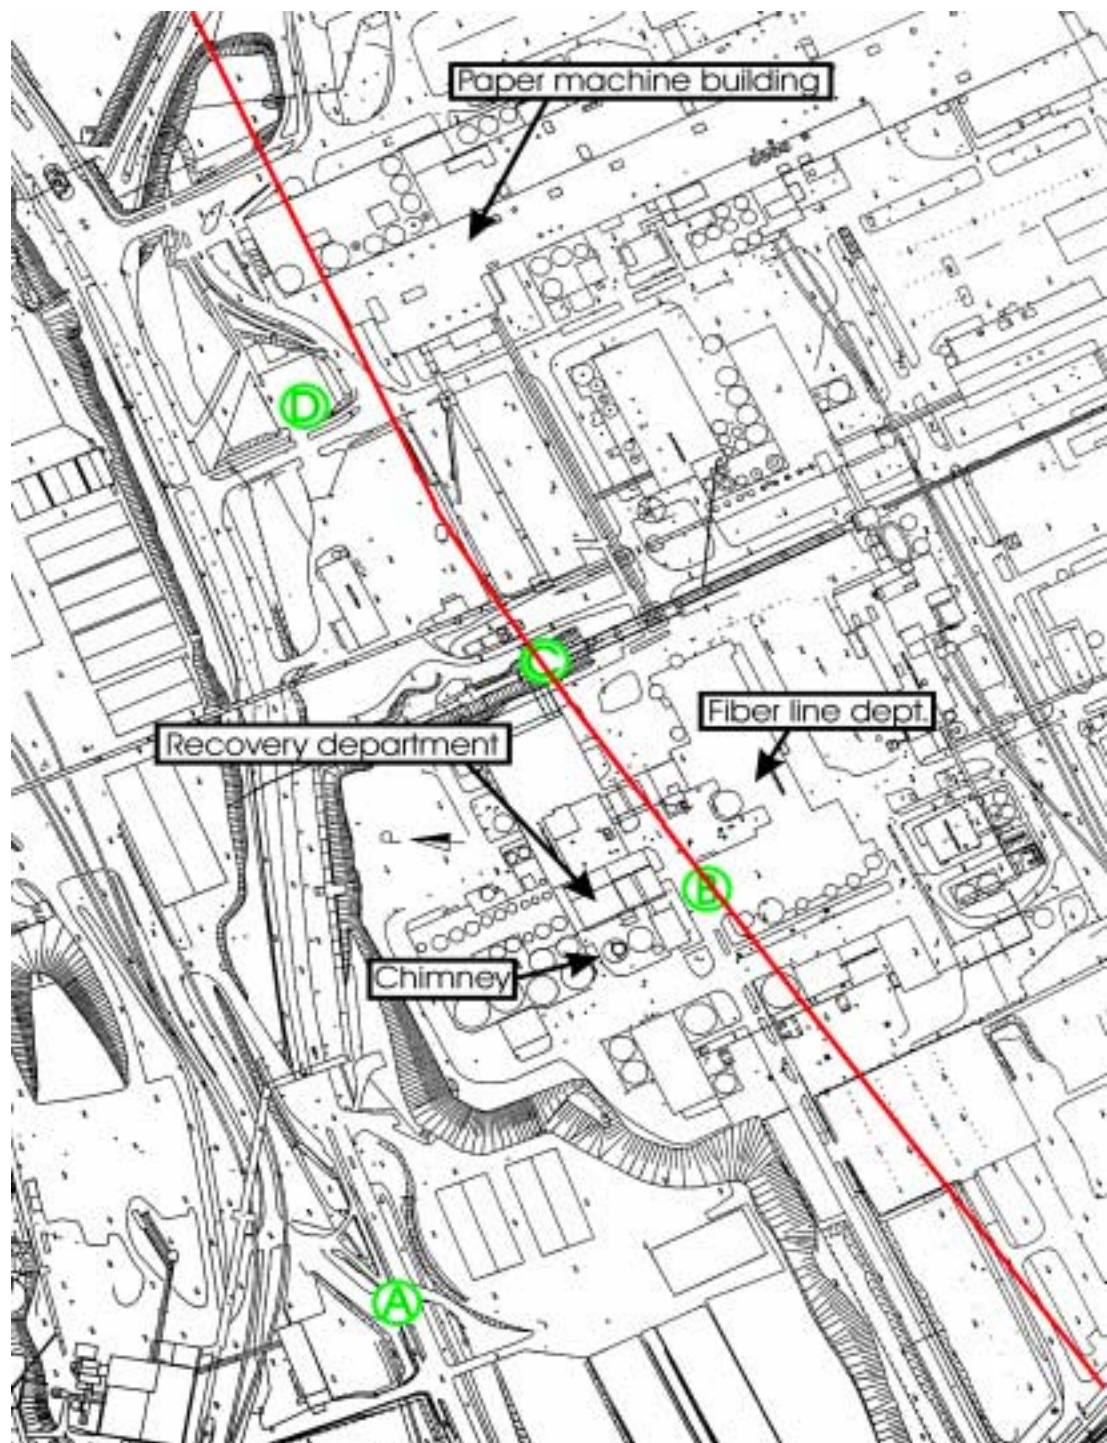 Paper machine building
D
C
Fiber line dept.
Recovery department
P
B
Chimney
A